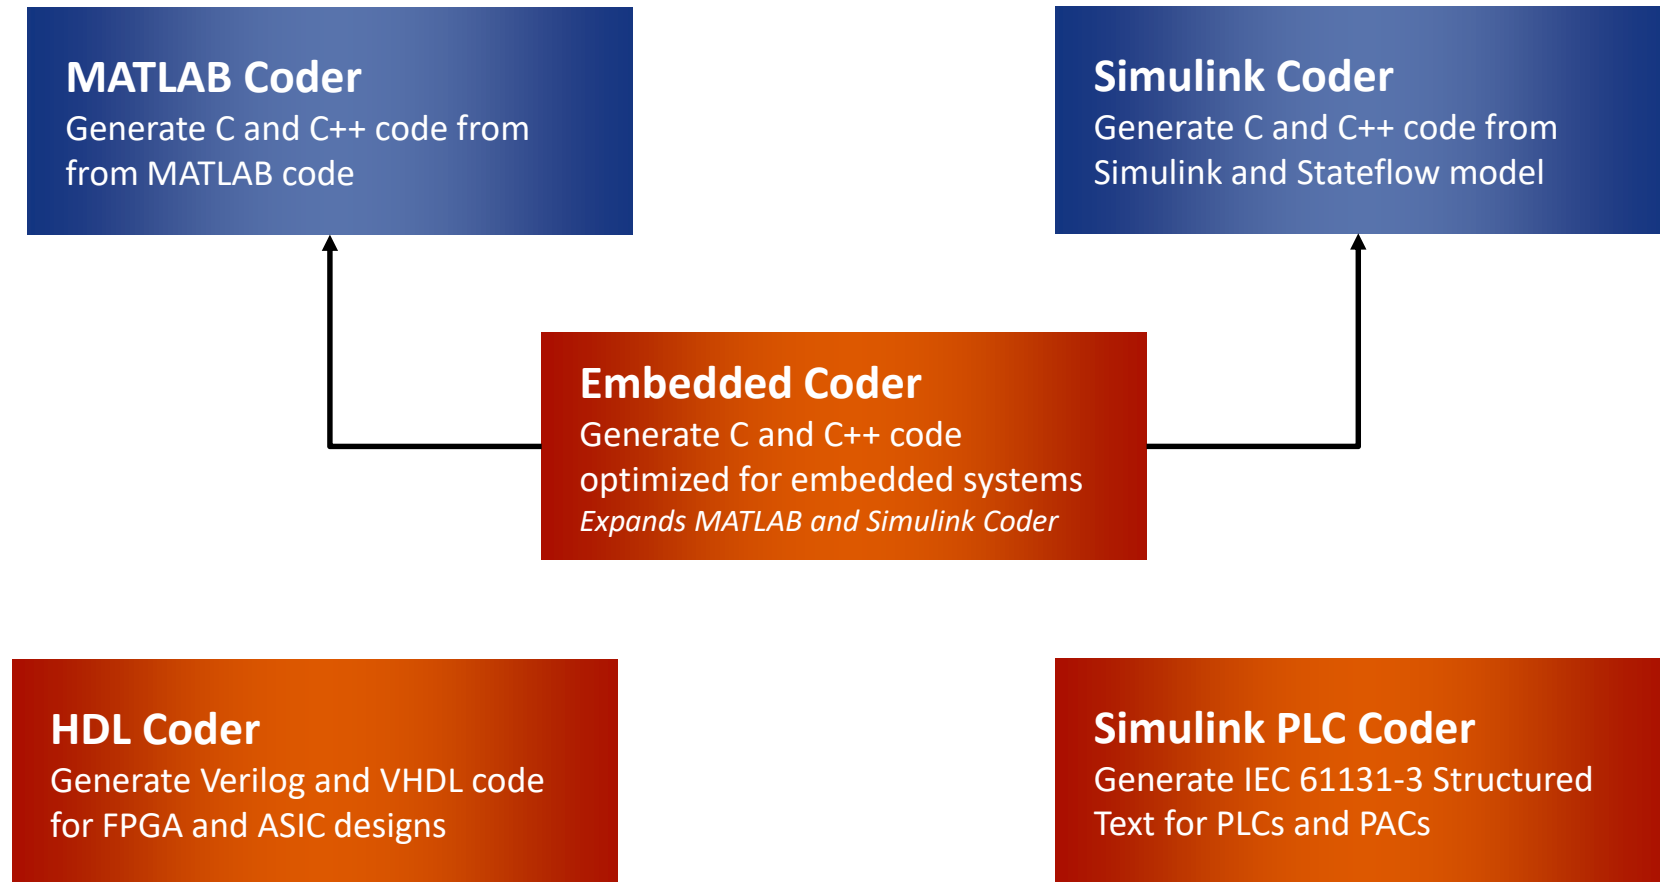 MATLAB Coder
Generate C and C++ code from
from MATLAB code
Simulink Coder
Generate C and C++ code from
Simulink and Stateflow model
Embedded Coder
Generate C and C++ code
optimized for embedded systems
Expands MATLAB and Simulink Coder
HDL Coder
Generate Verilog and VHDL code
for FPGA and ASIC designs
Simulink PLC Coder
Generate IEC 61131-3 Structured
Text for PLCs and PACs